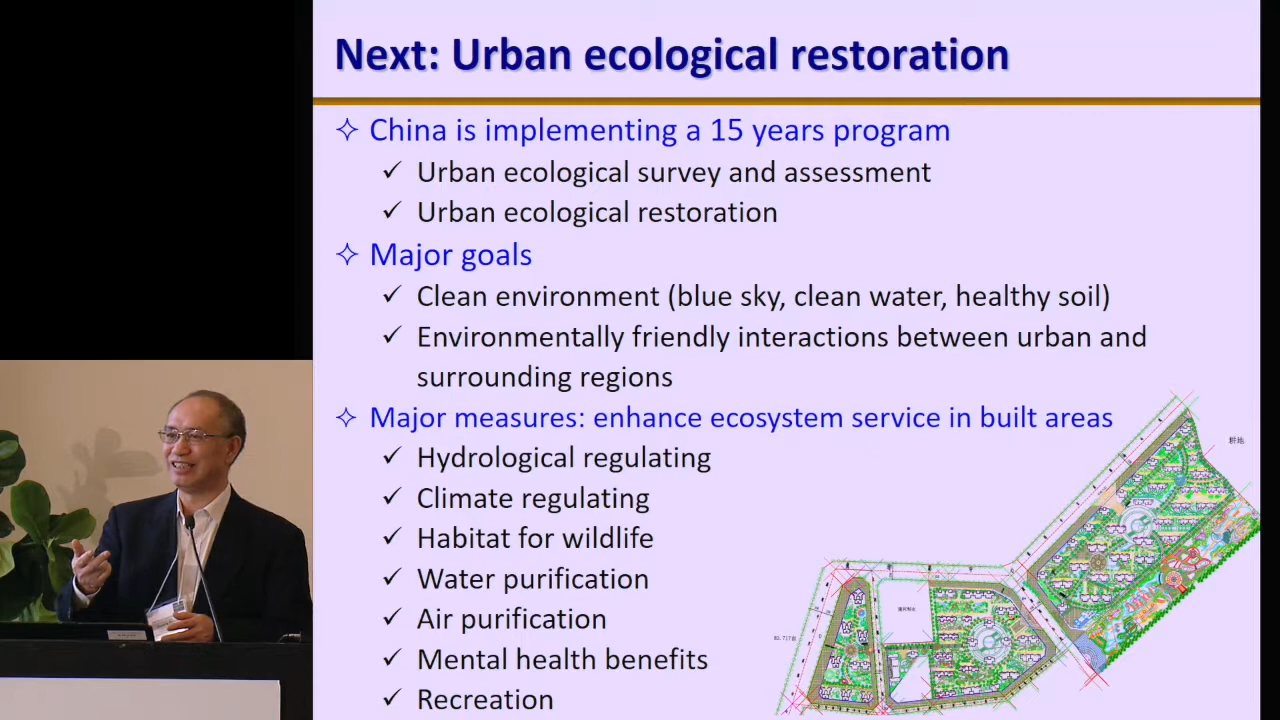 Next: Urban ecological restoration
China is implementing a 15 years program
Urban ecological survey and assessment
Urban ecological restoration
Major goals
Clean environment (blue sky, clean water, healthy soil)
Environmentally friendly interactions between urban and
surrounding regions
Major measures: enhance ecosystem service in built areas
Hydrological regulating
Climate regulating
Habitat for wildlife
Water purification
Air purification
Mental health benefits
Recreation
耕地